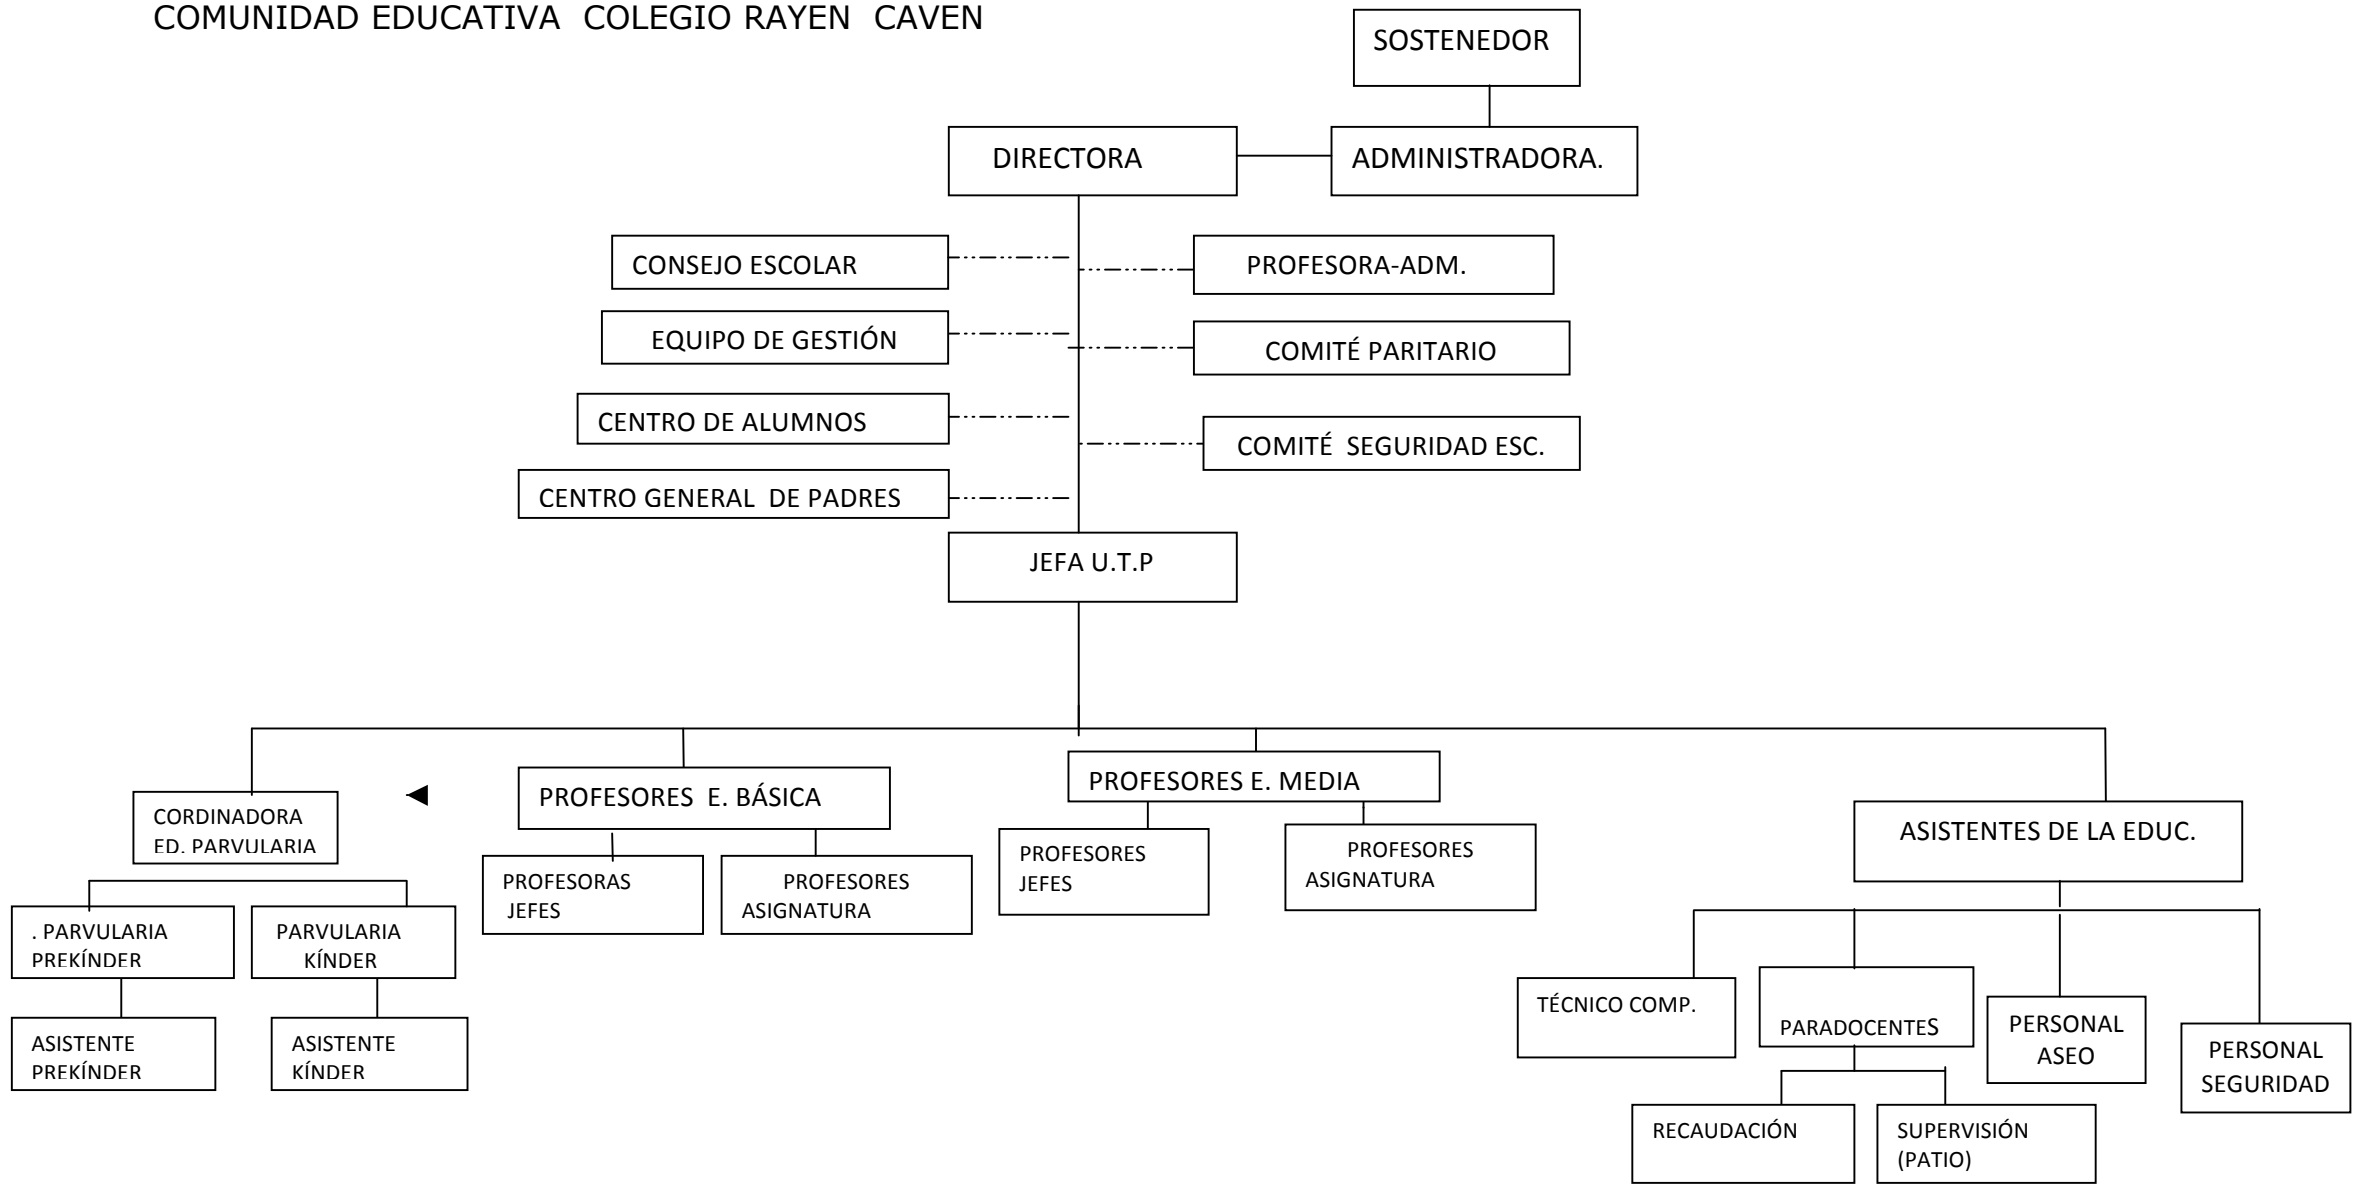 COMUNIDAD EDUCATIVA  COLEGIO RAYEN  CAVEN
SOSTENEDOR
DIRECTORA
ADMINISTRADORA.
CONSEJO ESCOLAR
PROFESORA-ADM.
EQUIPO DE GESTIÓN
COMITÉ PARITARIO
CENTRO DE ALUMNOS
COMITÉ  SEGURIDAD ESC.
CENTRO GENERAL  DE PADRES
JEFA U.T.P
CORDINADORA
ED. PARVULARIA
PROFESORES  E. BÁSICA
PROFESORES E. MEDIA
ASISTENTES DE LA EDUC.
PROFESORAS
JEFES
PROFESORES
ASIGNATURA
PROFESORES
JEFES
PROFESORES
ASIGNATURA
. PARVULARIA
PREKÍNDER
PARVULARIA
KÍNDER
ASISTENTE
PREKÍNDER
ASISTENTE
KÍNDER
TÉCNICO COMP.
PARADOCENTES
PERSONAL
ASEO
PERSONAL
SEGURIDAD
RECAUDACIÓN
SUPERVISIÓN
(PATIO)